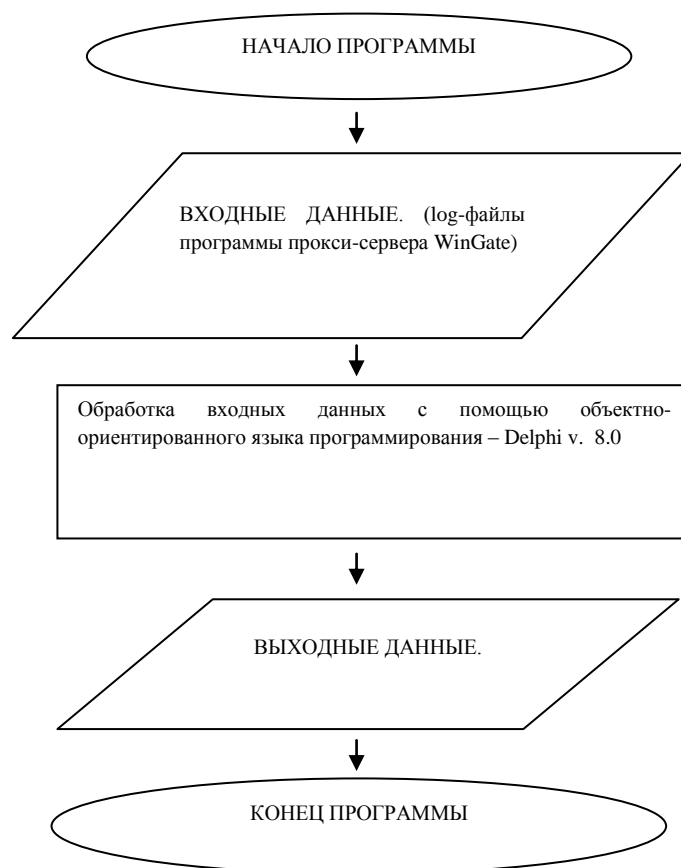 НАЧАЛО ПРОГРАММЫ
ВХОДНЫЕ ДАННЫЕ. (log-файлы
программы прокси-сервера WinGate)
Обработка входных данных с помощью объектно-
ориентированного языка программирования – Delphi v. 8.0
ВЫХОДНЫЕ ДАННЫЕ.
КОНЕЦ ПРОГРАММЫ